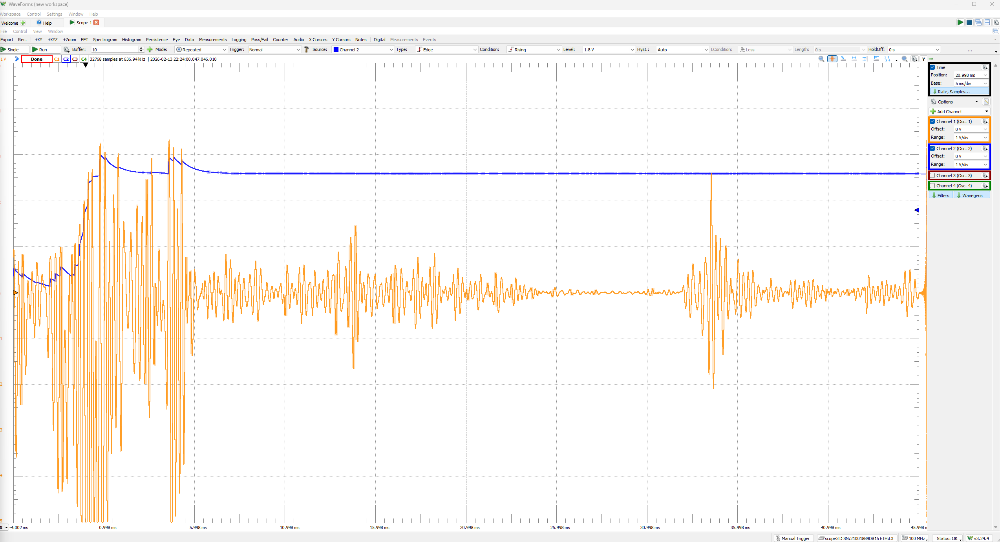 WaveForms (new workspace)
Workspace Control Settings Window Help
Welcome Help Scope 1
File Control View Window
Export Rec. +XY +XYZ +Zoom FFT Spectrogram Histogram Persistence Eye Data Measurements Logging Pass/Fail Counter Audio X Cursors Y Cursors Notes Digital Measurements Events
Single Run Buffer: 10 Mode: Repeated Trigger: Normal Source: Channel 2 Type: Edge Condition: Rising Level: 1.8 V Hyst.: Auto LCondition: Less Length: 0 s HoldOff: 0 s ...
1 V Done C1 C2 C3 C4 32768 samples at 636.94 kHz | 2026-02-13 22:24:00.047.046.010 Y
Time
Position: 20.998 ms
Base: 5 ms/div
Rate, Samples...
Options
Add Channel
Channel 1 (Osc. 1)
Offset: 0 V
Range: 1 V/div
Channel 2 (Osc. 2)
Offset: 0 V
Range: 1 V/div
Channel 3 (Osc. 3)
Channel 4 (Osc. 4)
Filters Wavegens
X -4.002 ms 0.998 ms 5.998 ms 10.998 ms 15.998 ms 20.998 ms 25.998 ms 30.998 ms 35.998 ms 40.998 ms 45.998
Manual Trigger scope3 D SN:210018B9D815 ETH:LX 100 MHz Status: OK v3.24.4